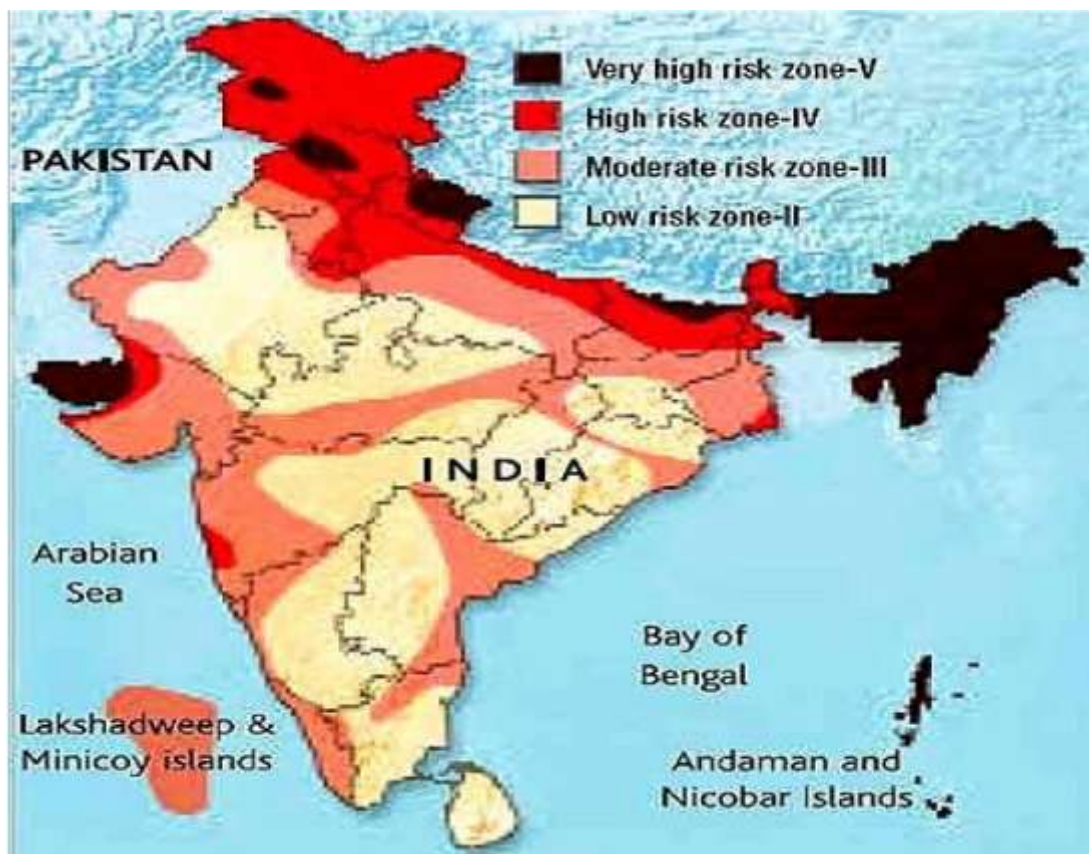 Very high risk zone-V
High risk zone-IV
Moderate risk zone-III
Low risk zone-II
PAKISTAN
INDIA
Arabian
Sea
Bay of
Bengal
Lakshadweep &
Minicoy islands
Andaman and
Nicobar Islands